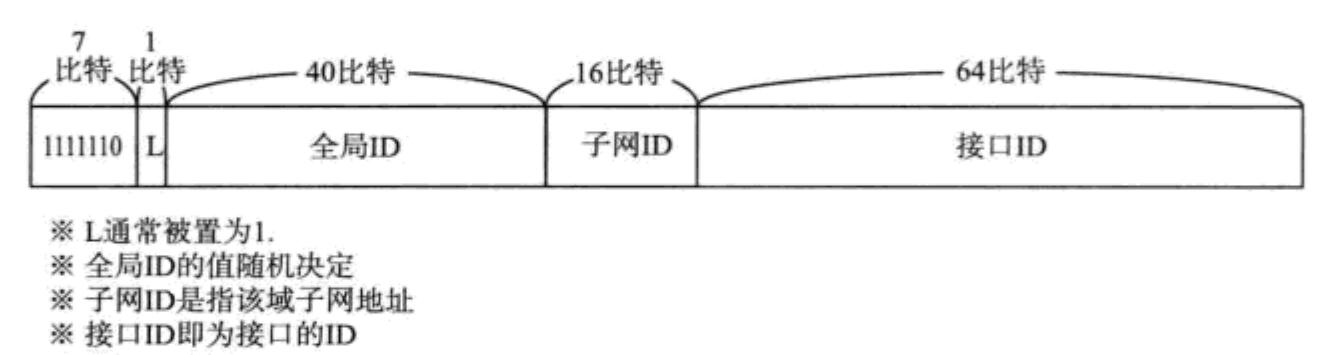 7 1
比特 比特 40比特 16比特 64比特
1111110 L 全局ID 子网ID 接口ID
※ L通常被置为1.
※ 全局ID的值随机决定
※ 子网ID是指该域子网地址
※ 接口ID即为接口的ID